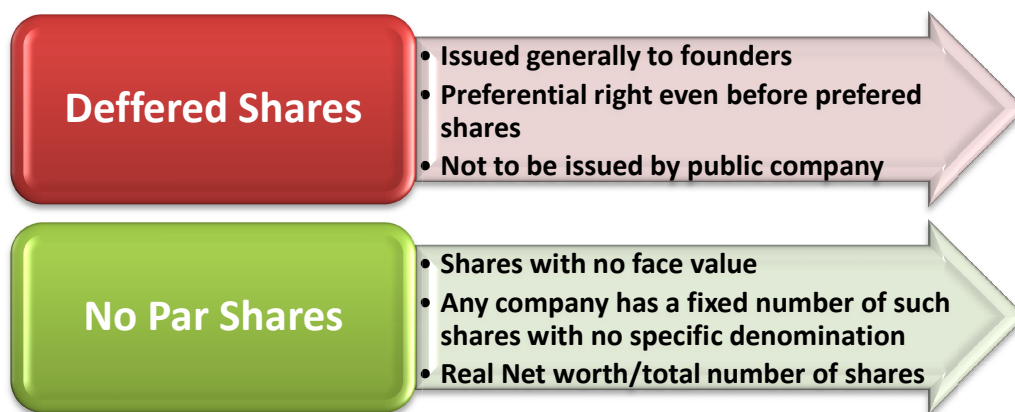 Deffered Shares
• Issued generally to founders
• Preferential right even before prefered
shares
• Not to be issued by public company
No Par Shares
• Shares with no face value
• Any company has a fixed number of such
shares with no specific denomination
• Real Net worth/total number of shares